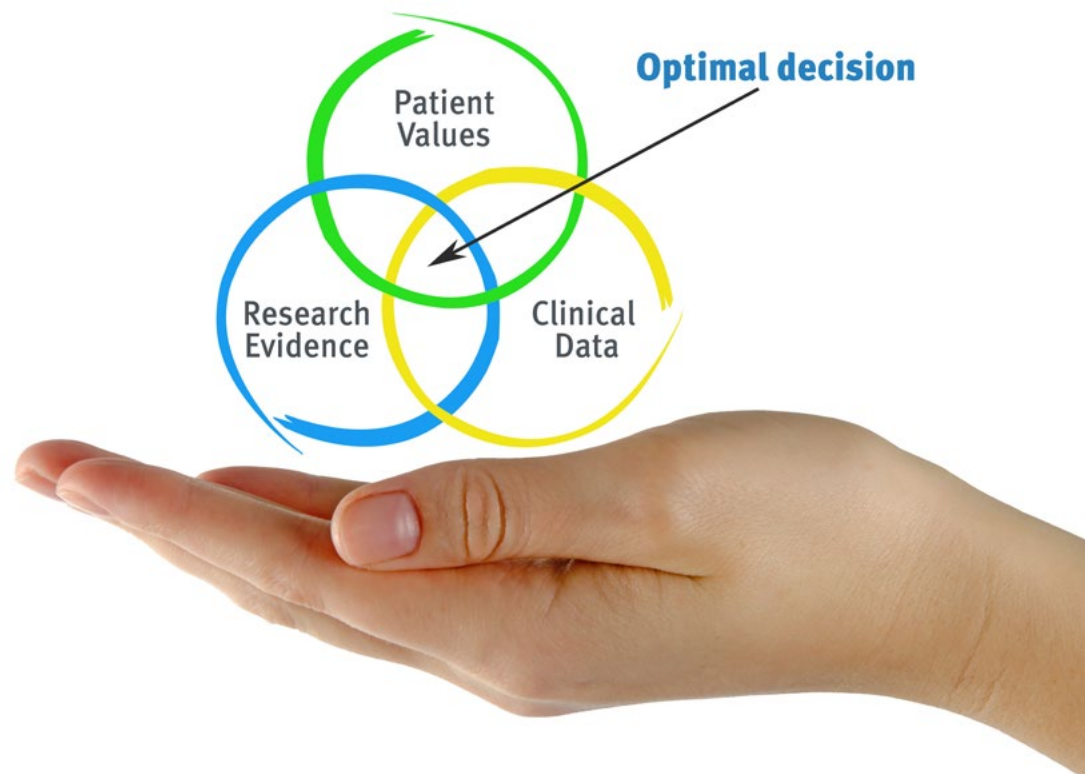 Optimal decision
Patient
Values
Research
Evidence
Clinical
Data